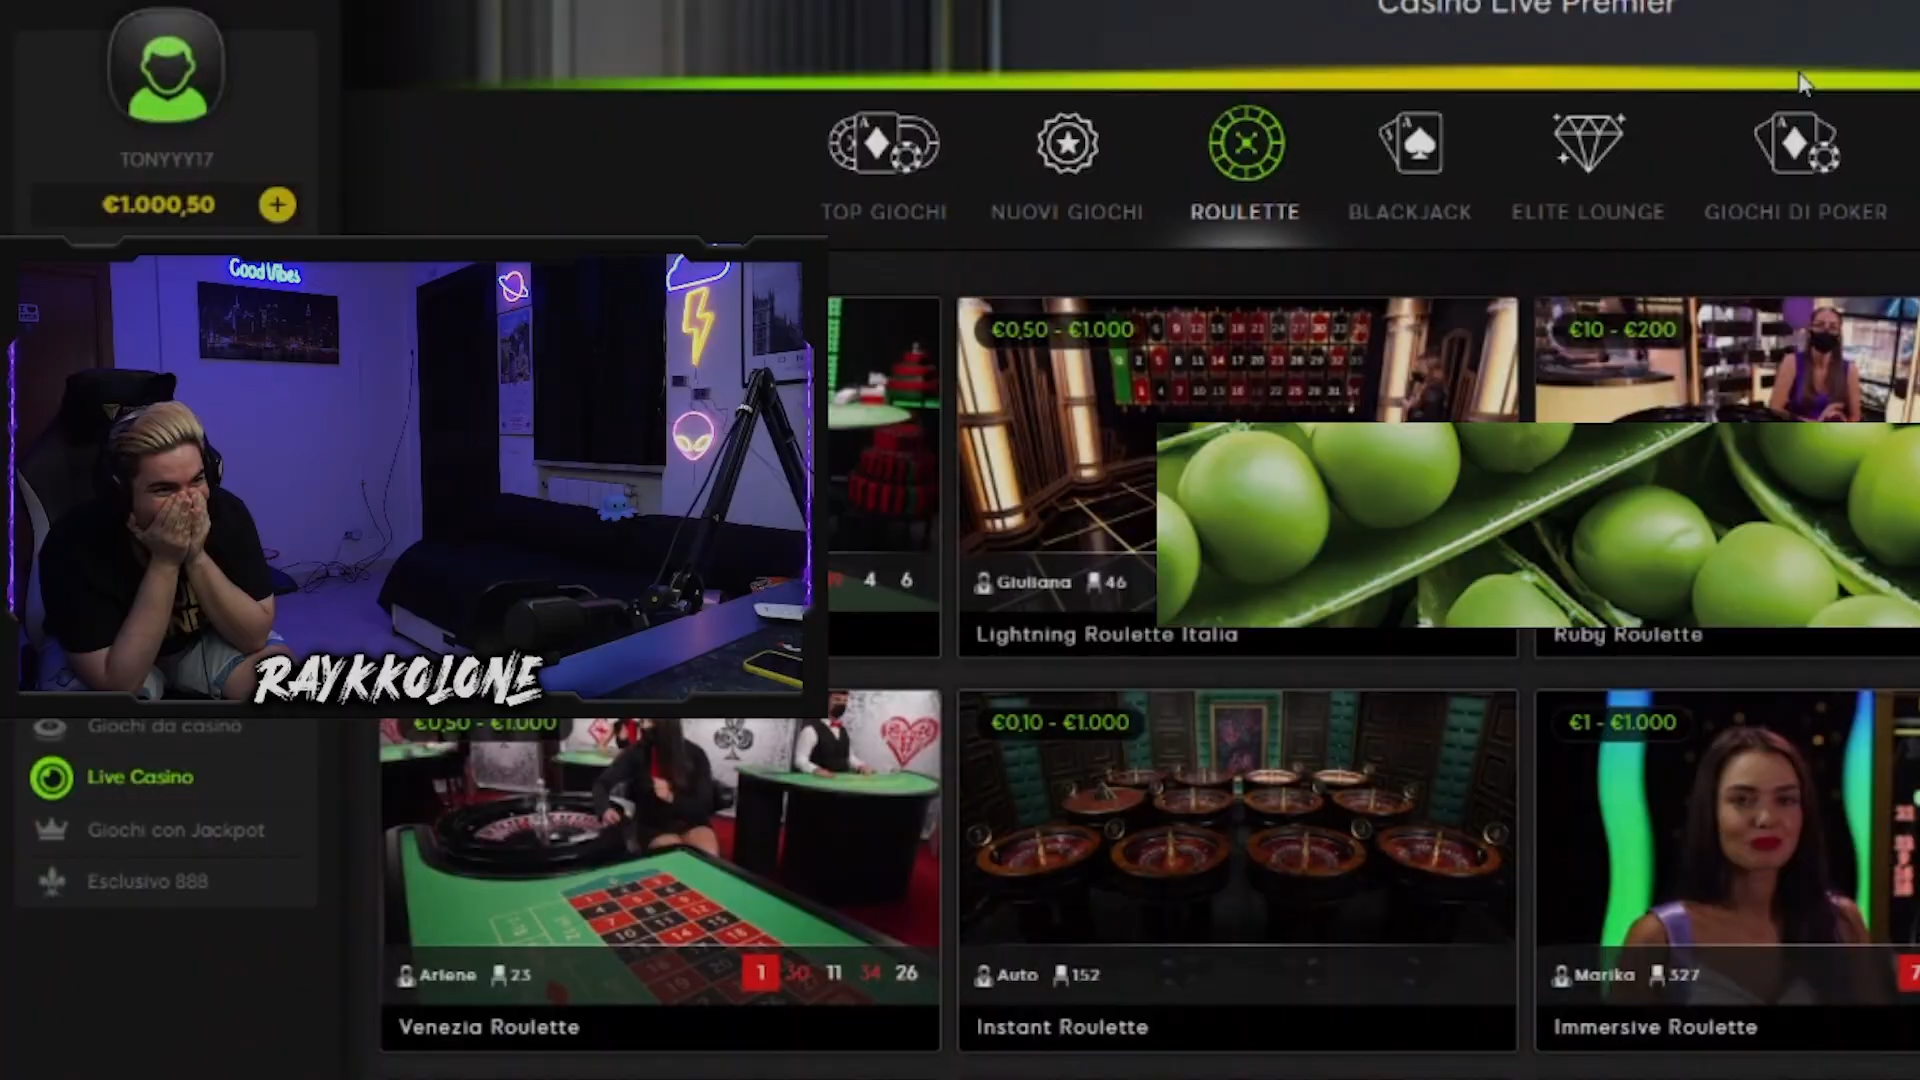 Casino Live Premier
TONYYY17
€1.000,50
TOP GIOCHI
NUOVI GIOCHI
ROULETTE
BLACKJACK
ELITE LOUNGE
GIOCHI DI POKER
Good Vibes
€0,50 - €1.000
€10 - €200
4 6
Giuliana 46
Lightning Roulette Italia
Ruby Roulette
RAYKKOLONE
Giochi da casinò
Live Casino
Giochi con Jackpot
Esclusivo 888
€0,50 - €1.000
€0,10 - €1.000
€1 - €1.000
Arlene 23
1 30 11 34 26
Auto 152
Marika 327
7
Venezia Roulette
Instant Roulette
Immersive Roulette